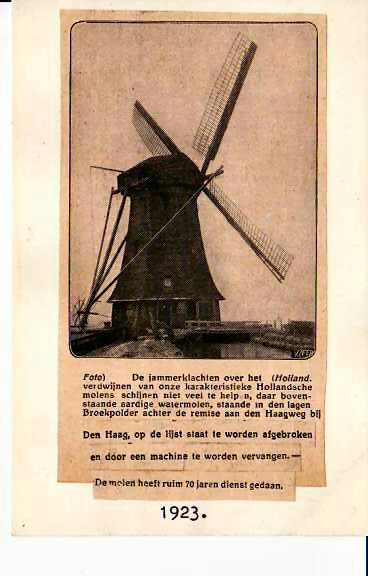 Foto) De jammerklachten over het (Holland.
verdwijnen van onze karakteristieke Hollandsche
molens schijnen niet veel te helpen, daar boven-
staande aardige watermolen, staande in den lagen
Broekpolder achter de remise aan den Haagweg bij
Den Haag, op de lijst staat te worden afgebroken
en door een machine te worden vervangen.—
De molen heeft ruim 70 jaren dienst gedaan.
1923.